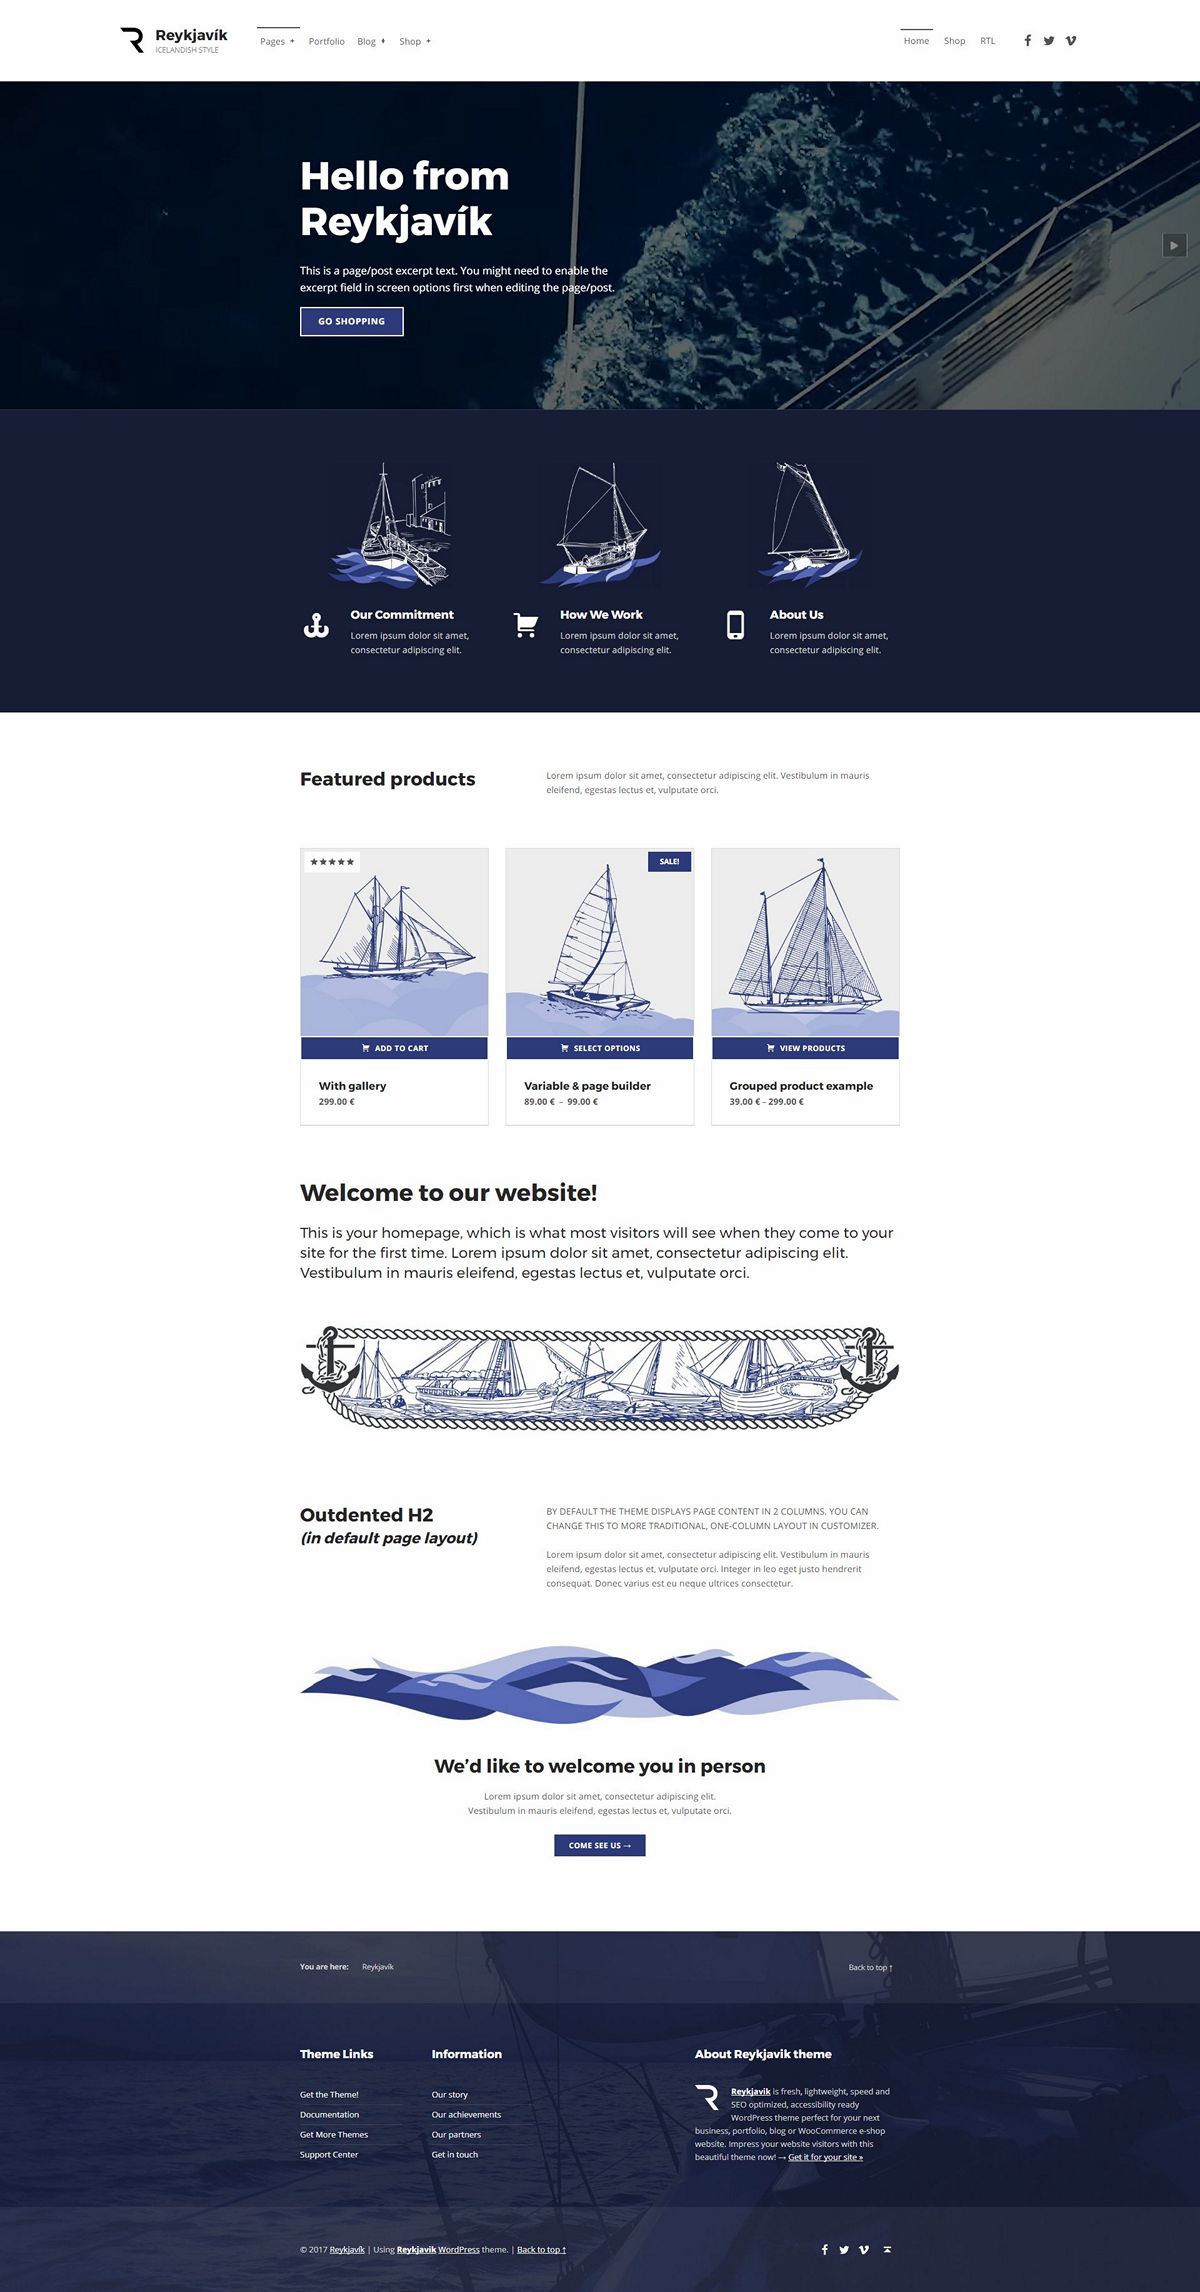 Reykjavík
ICELANDISH STYLE
Pages +
Portfolio
Blog +
Shop +
Home
Shop
RTL
Hello from
Reykjavík
This is a page/post excerpt text. You might need to enable the
excerpt field in screen options first when editing the page/post.
GO SHOPPING
Our Commitment
Lorem ipsum dolor sit amet,
consectetur adipiscing elit.
How We Work
Lorem ipsum dolor sit amet,
consectetur adipiscing elit.
About Us
Lorem ipsum dolor sit amet,
consectetur adipiscing elit.
Featured products
Lorem ipsum dolor sit amet, consectetur adipiscing elit. Vestibulum in mauris
eleifend, egestas lectus et, vulputate orci.
SALE!
ADD TO CART
SELECT OPTIONS
VIEW PRODUCTS
With gallery
299.00 €
Variable & page builder
89.00 € – 99.00 €
Grouped product example
39.00 € – 299.00 €
Welcome to our website!
This is your homepage, which is what most visitors will see when they come to your
site for the first time. Lorem ipsum dolor sit amet, consectetur adipiscing elit.
Vestibulum in mauris eleifend, egestas lectus et, vulputate orci.
Outdented H2
(in default page layout)
BY DEFAULT THE THEME DISPLAYS PAGE CONTENT IN 2 COLUMNS, YOU CAN
CHANGE THIS TO MORE TRADITIONAL, ONE-COLUMN LAYOUT IN CUSTOMIZER.
Lorem ipsum dolor sit amet, consectetur adipiscing elit. Vestibulum in mauris
eleifend, egestas lectus et, vulputate orci. Integer in leo eget justo hendrerit
consequat. Donec varius est eu neque ultrices consectetur.
We’d like to welcome you in person
Lorem ipsum dolor sit amet, consectetur adipiscing elit.
Vestibulum in mauris eleifend, egestas lectus et, vulputate orci.
COME SEE US →
You are here: Reykjavík
Back to top ↑
Theme Links
Get the Theme!
Documentation
Get More Themes
Support Center
Information
Our story
Our achievements
Our partners
Get in touch
About Reykjavik theme
Reykjavik is fresh, lightweight, speed and
SEO optimized, accessibility ready
WordPress theme perfect for your next
business, portfolio, blog or WooCommerce e-shop
website. Impress your website visitors with this
beautiful theme now! → Get it for your site »
© 2017 Reykjavík | Using Reykjavik WordPress theme. | Back to top ↑